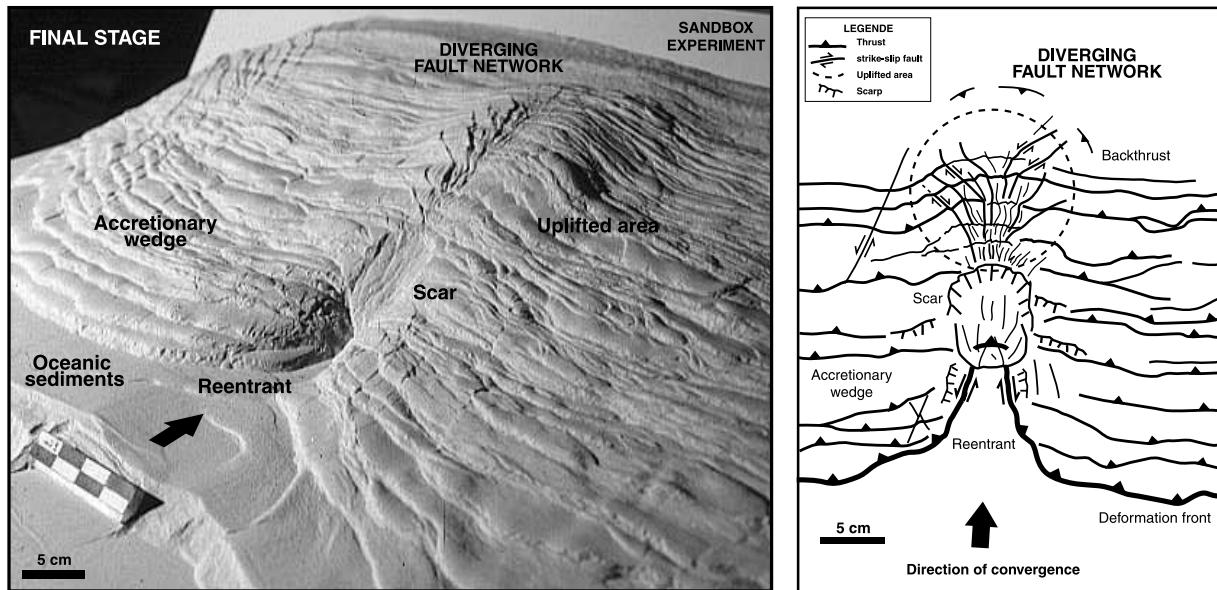 FINAL STAGE
SANDBOX
EXPERIMENT
DIVERGING
FAULT NETWORK
Accretionary
wedge
Uplifted area
Scar
Oceanic
sediments
Reentrant
5 cm
LEGENDE
Thrust
strike-slip fault
Uplifted area
Scarp
DIVERGING
FAULT NETWORK
Backthrust
Scar
Accretionary
wedge
Reentrant
Deformation front
5 cm
Direction of convergence